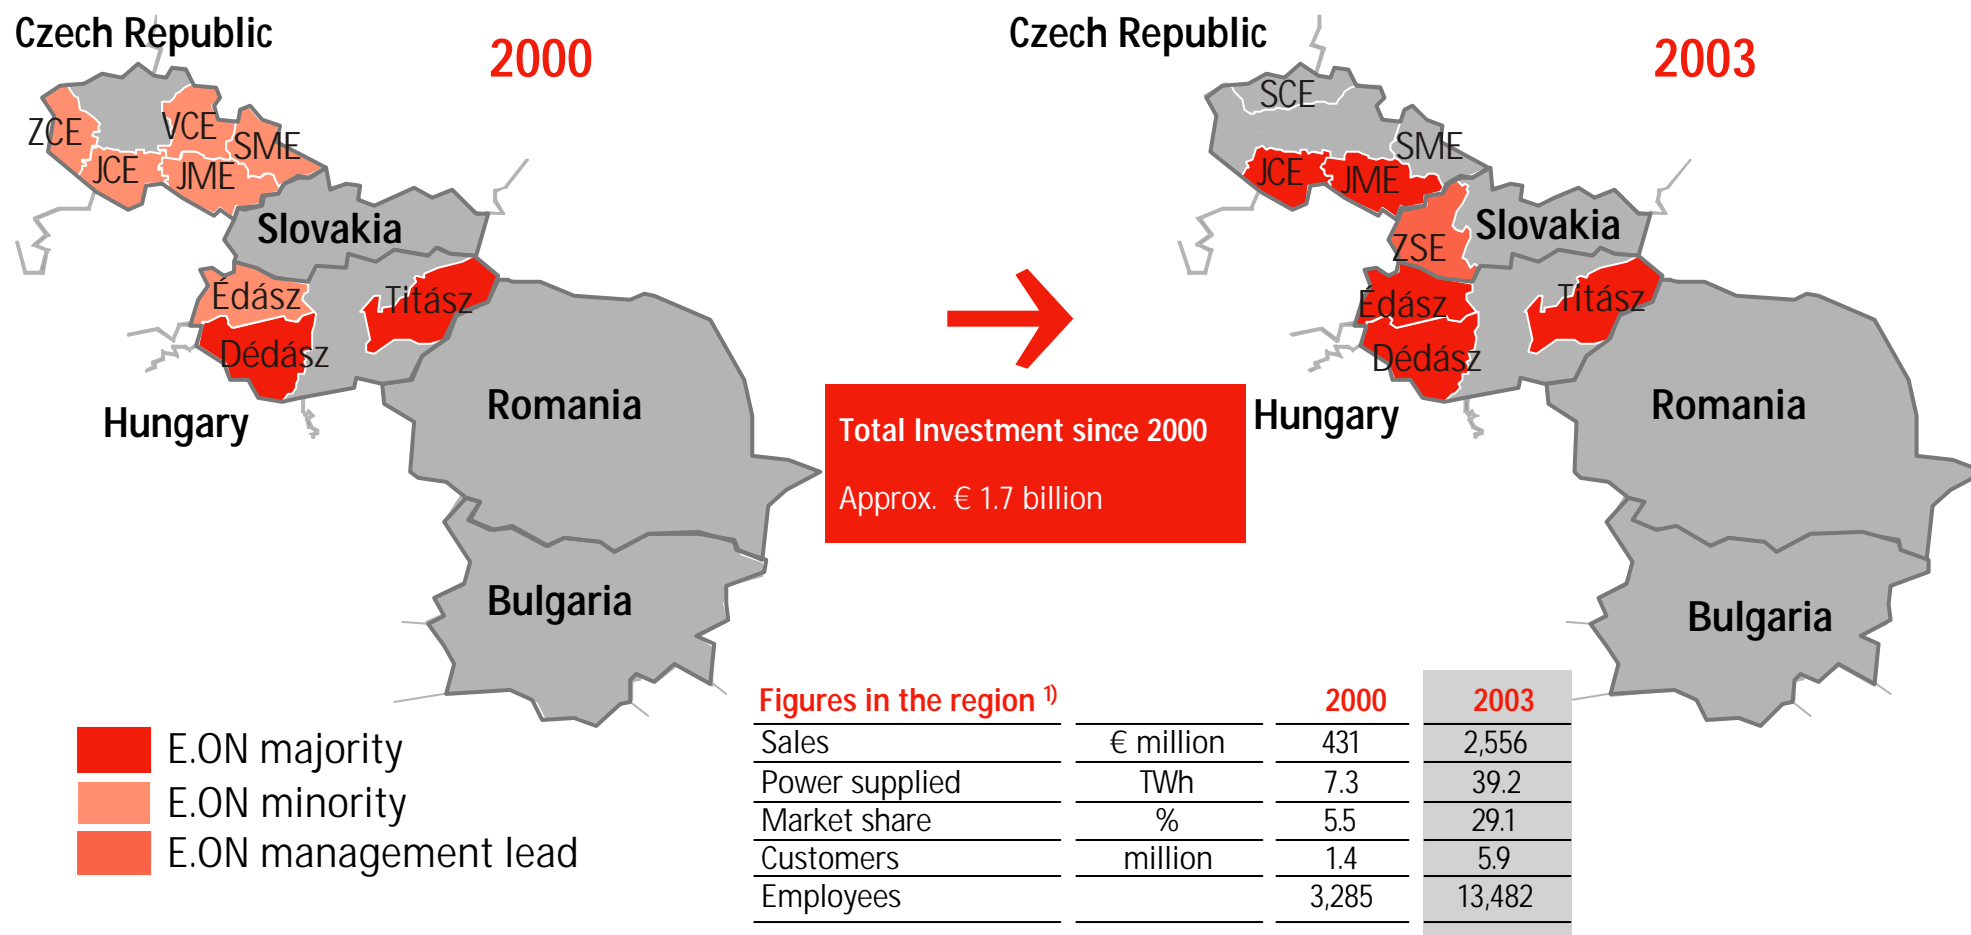 Czech Republic
2000
ZCE
VCE
SME
JCE
JME
Slovakia
Édász
Titász
Dédász
Hungary
Romania
Bulgaria
Czech Republic
2003
SCE
SME
JCE
JME
ZSE
Slovakia
Édász
Titász
Dédász
Hungary
Romania
Bulgaria
Total Investment since 2000
Approx. € 1.7 billion
E.ON majority
E.ON minority
E.ON management lead
Figures in the region 1) 2000 2003
Sales € million 431 2,556
Power supplied TWh 7.3 39.2
Market share % 5.5 29.1
Customers million 1.4 5.9
Employees 3,285 13,482